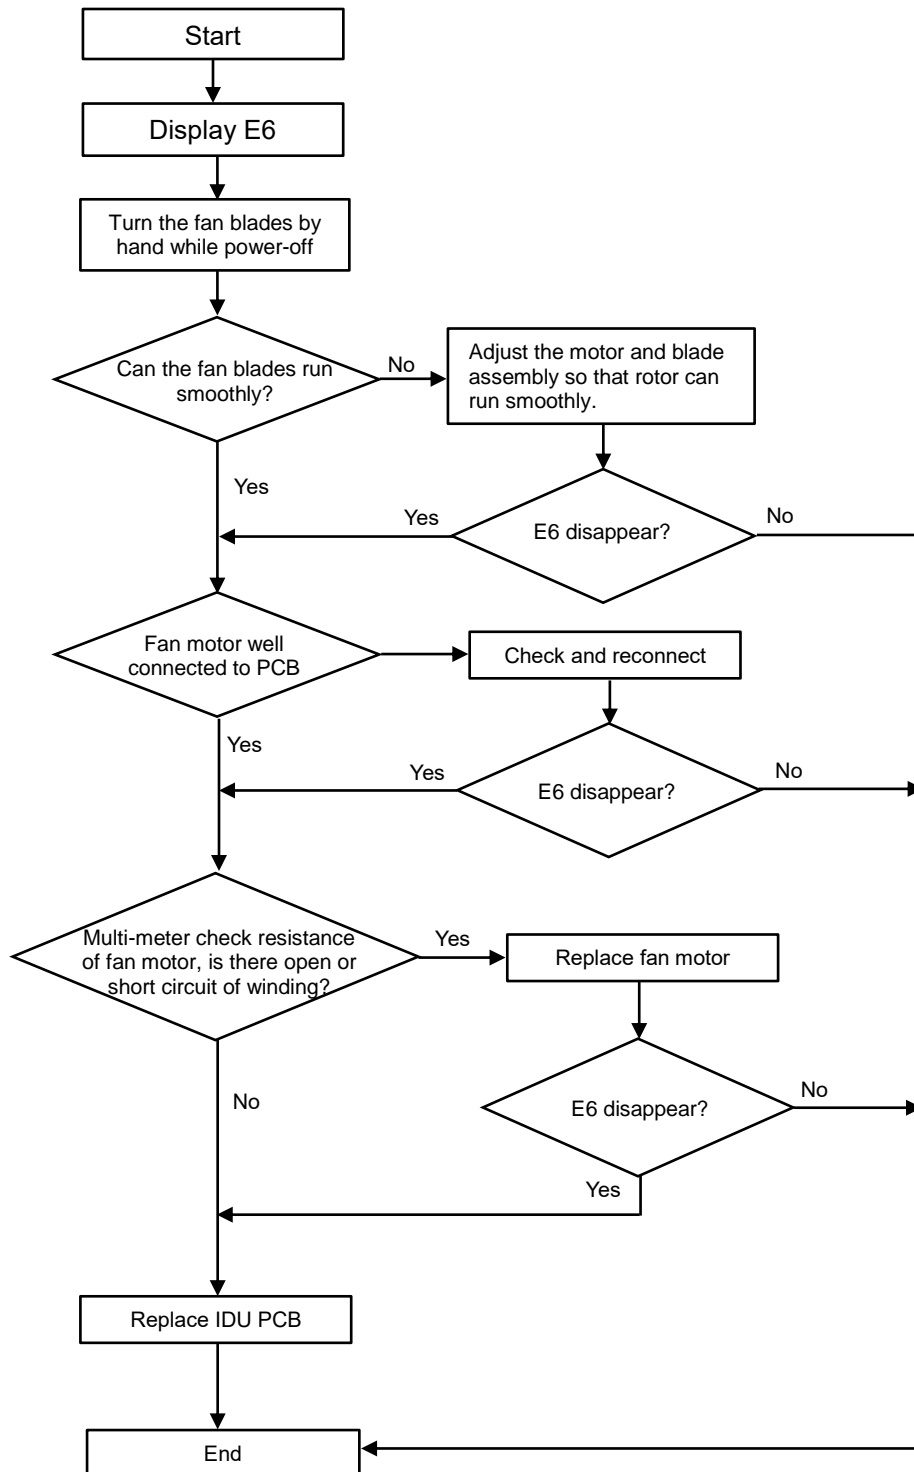 Start
Display E6
Turn the fan blades by
hand while power-off
Can the fan blades run
smoothly?
No
Adjust the motor and blade
assembly so that rotor can
run smoothly.
Yes
Yes
E6 disappear?
No
Fan motor well
connected to PCB
Check and reconnect
Yes
Yes
E6 disappear?
No
Multi-meter check resistance
of fan motor, is there open or
short circuit of winding?
Yes
Replace fan motor
No
E6 disappear?
No
Yes
Replace IDU PCB
End